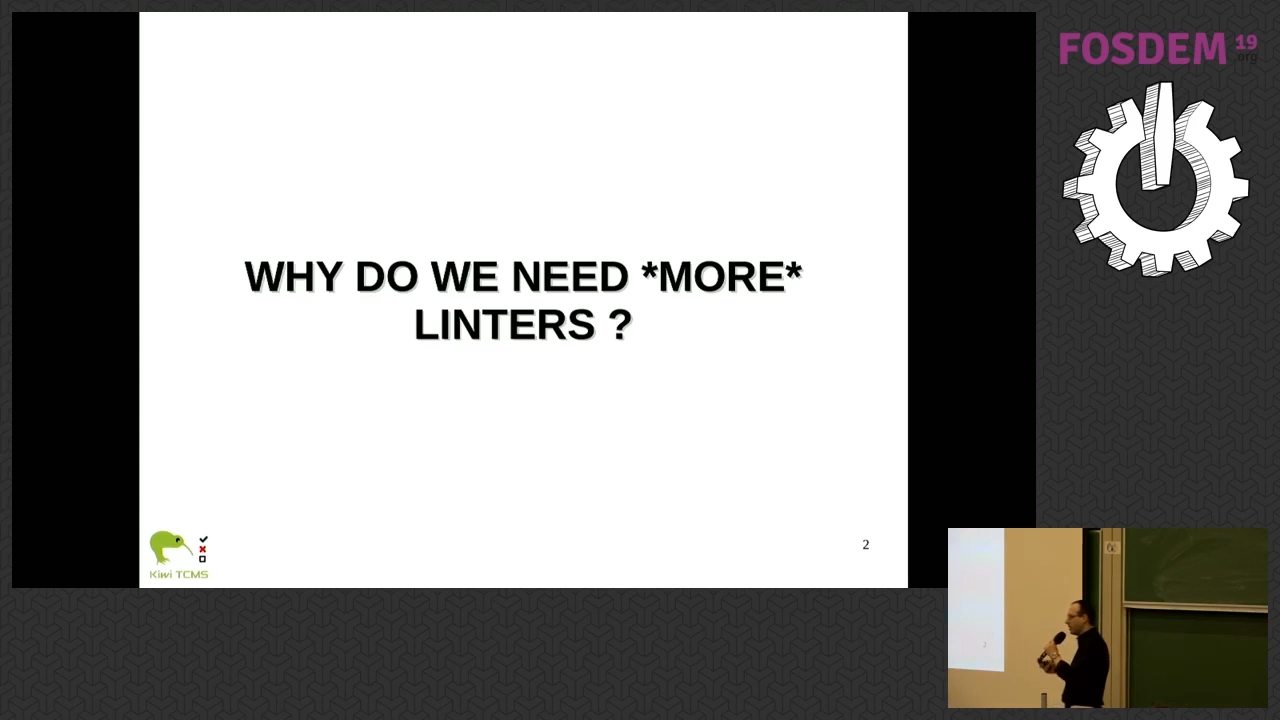 WHY DO WE NEED *MORE*
LINTERS ?
Kiwi TCMS
2
FOSDEM 19
.org